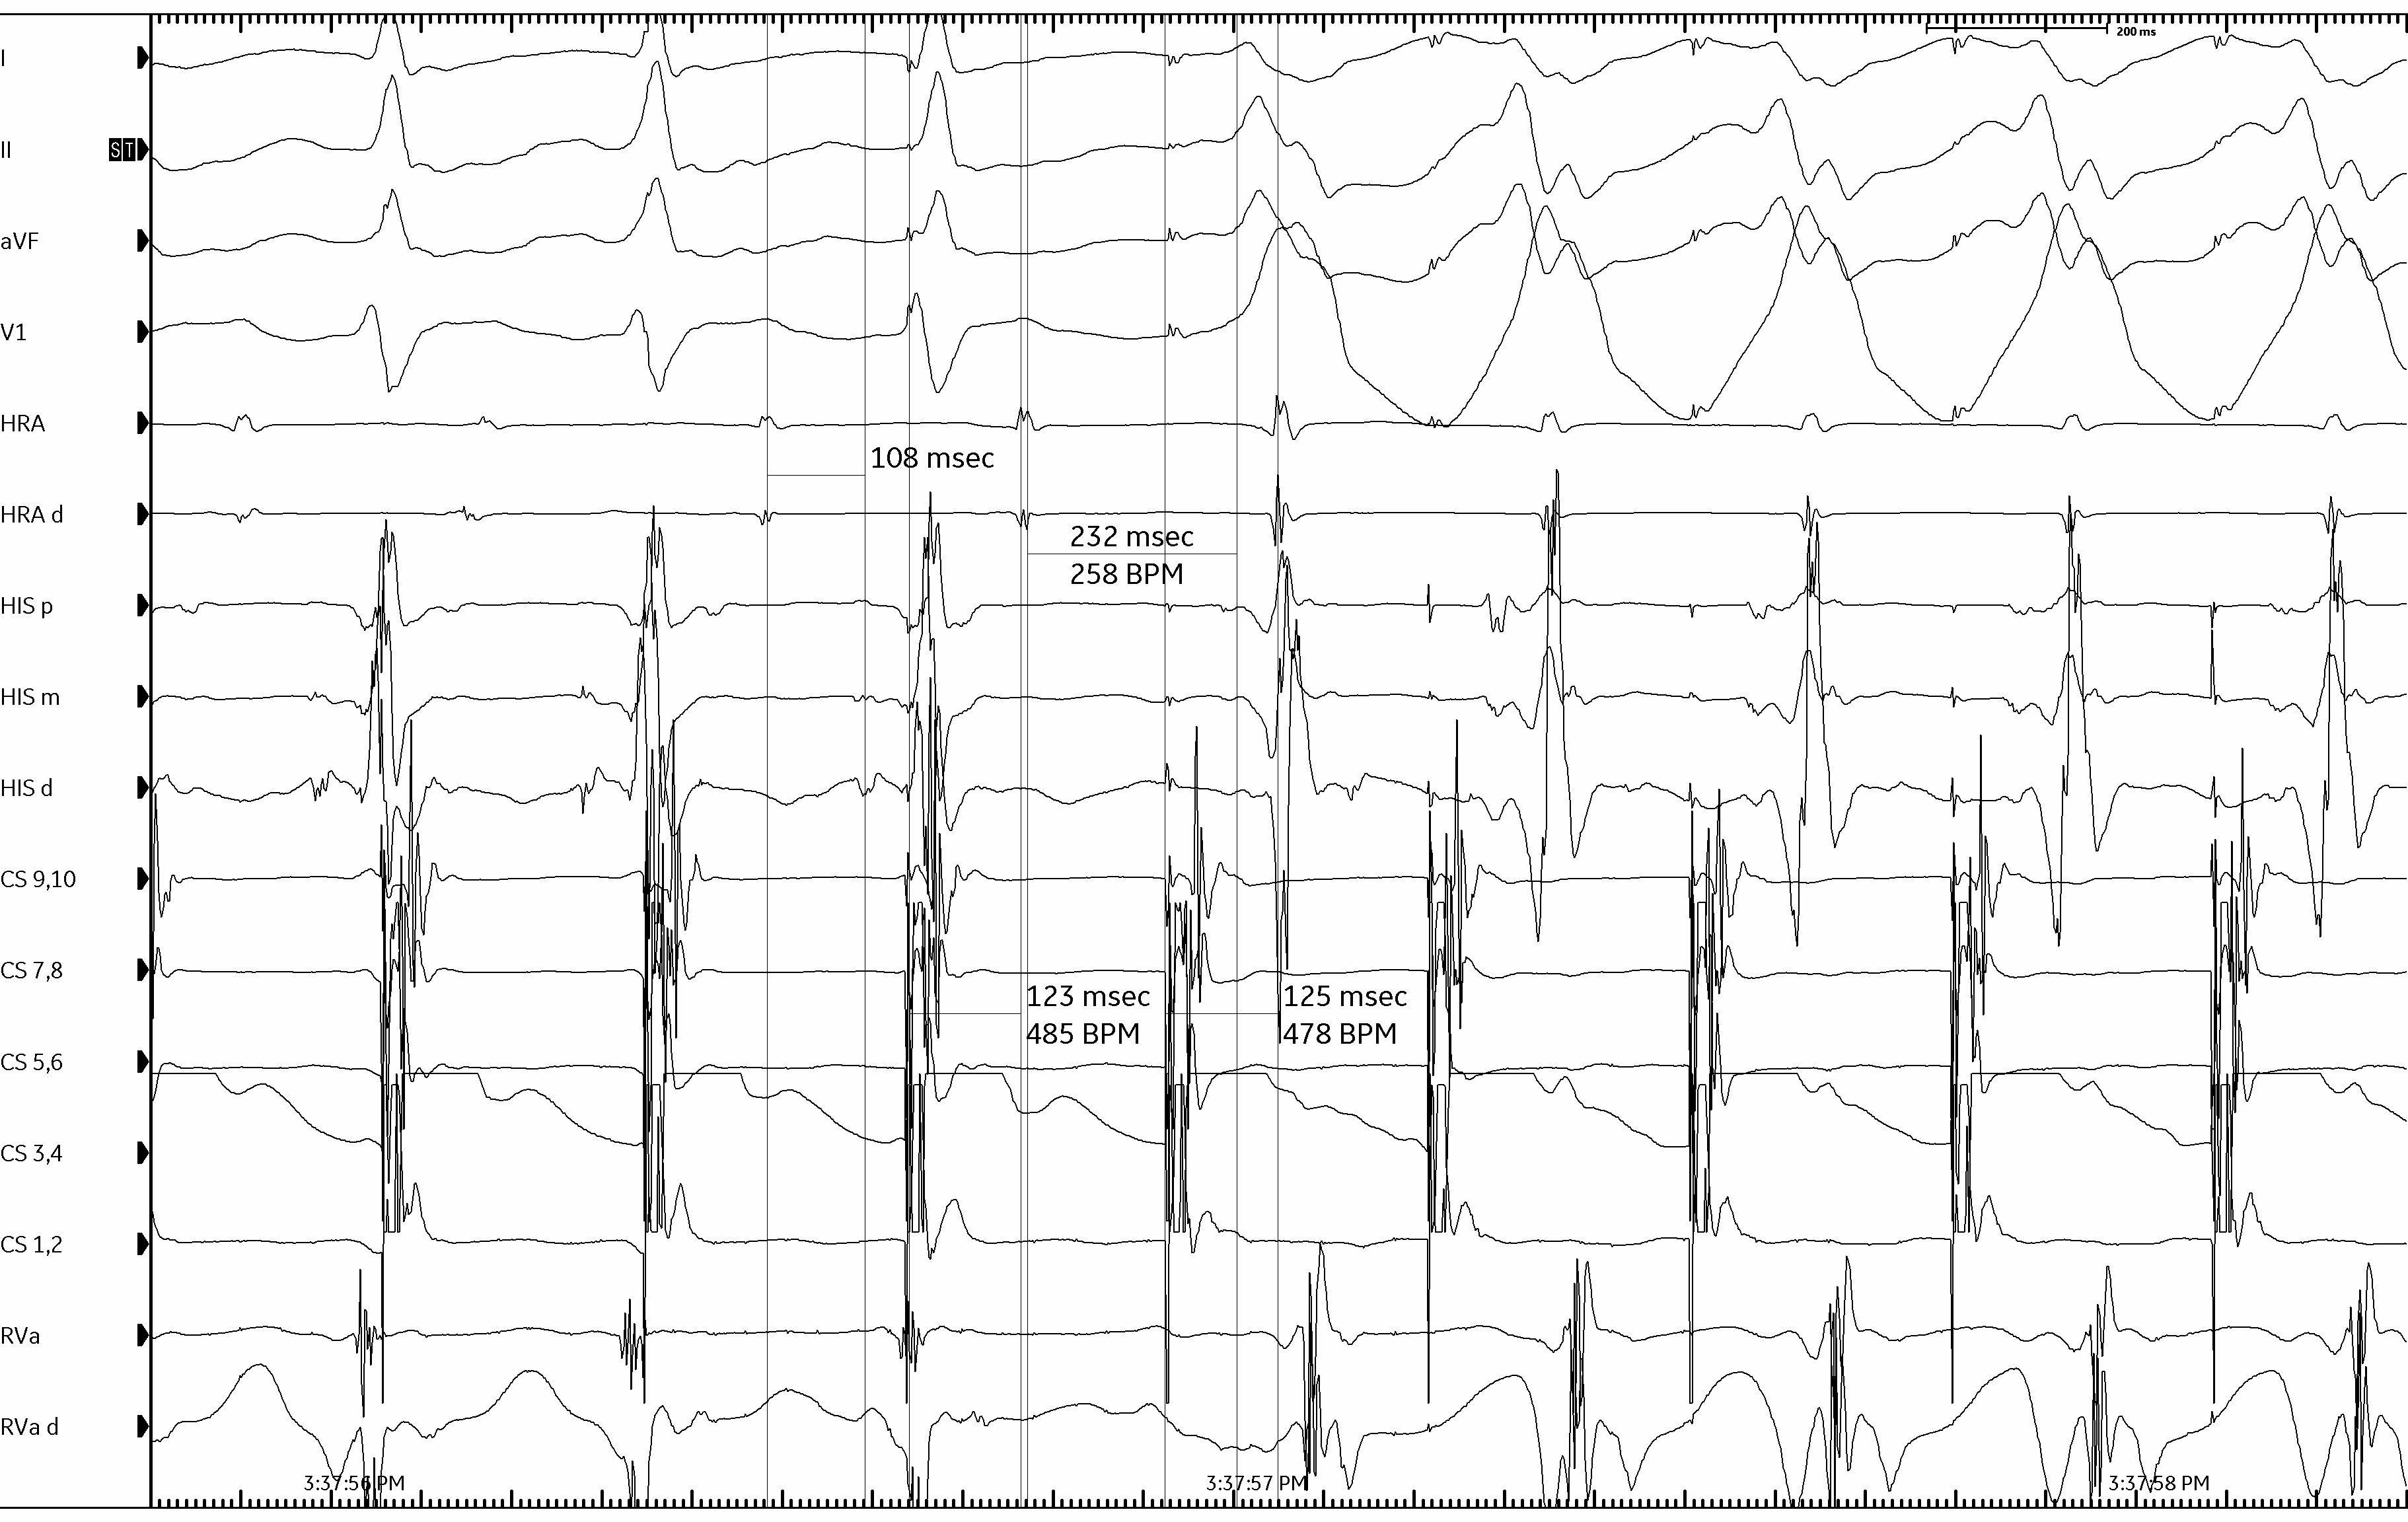 200 ms
I
II ST
aVF
V1
HRA
108 msec
HRA d
232 msec
258 BPM
HIS p
HIS m
HIS d
CS 9,10
CS 7,8
123 msec
485 BPM
125 msec
478 BPM
CS 5,6
CS 3,4
CS 1,2
RVa
RVa d
3:37:56 PM
3:37:57 PM
3:37:58 PM